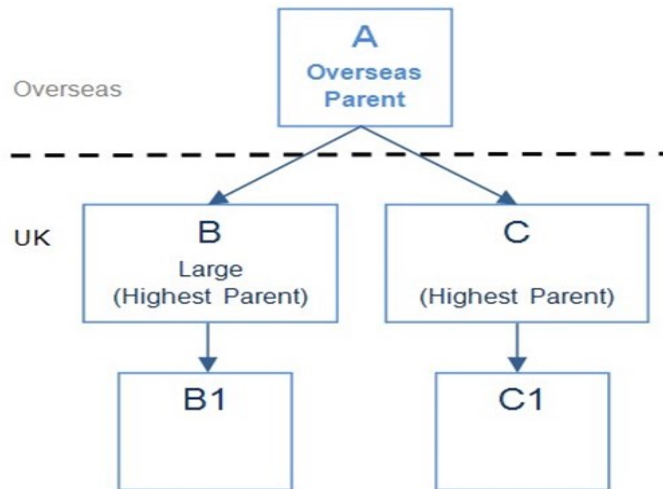 A
Overseas
Parent
Overseas
UK
B
Large
(Highest Parent)
C
(Highest Parent)
B1
C1